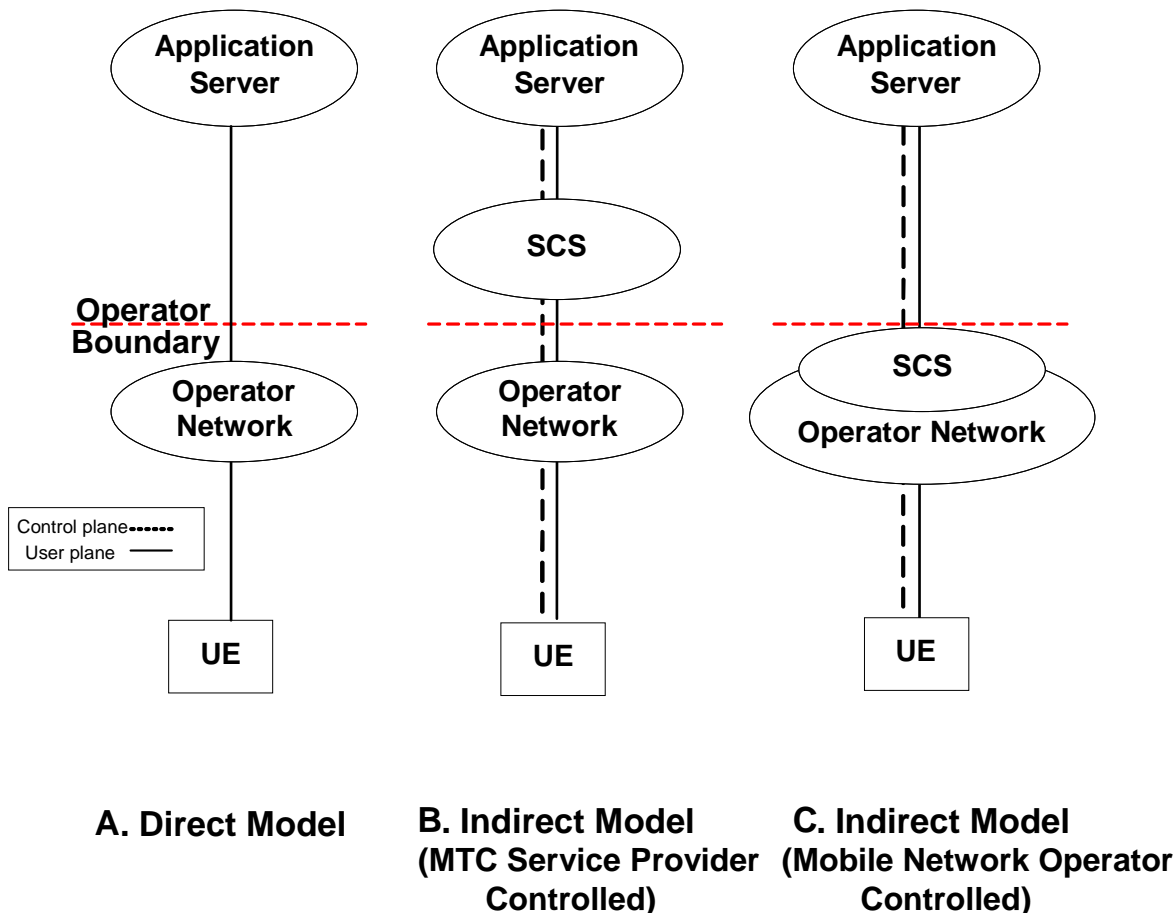 Application
Server
Application
Server
Application
Server
SCS
Operator
Boundary
SCS
Operator
Network
Operator
Network
Operator Network
Control plane
User plane
UE
UE
UE
A. Direct Model
B. Indirect Model
(MTC Service Provider
Controlled)
C. Indirect Model
(Mobile Network Operator
Controlled)